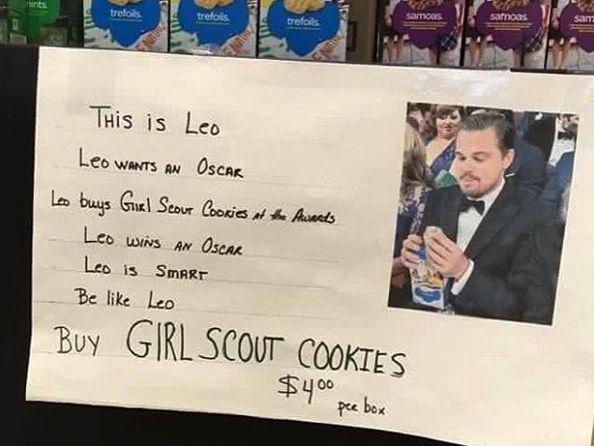 mints
trefoils trefoils trefoils samoas samoas sam
THIS is LEO
LEO WANTS AN OSCAR
Leo buys GIRL SCOUT COOKIES At the Awards
LEO WINS AN OSCAR
LEO is SMART
Be like Leo
BUY GIRL SCOUT COOKIES
$4.00
per box